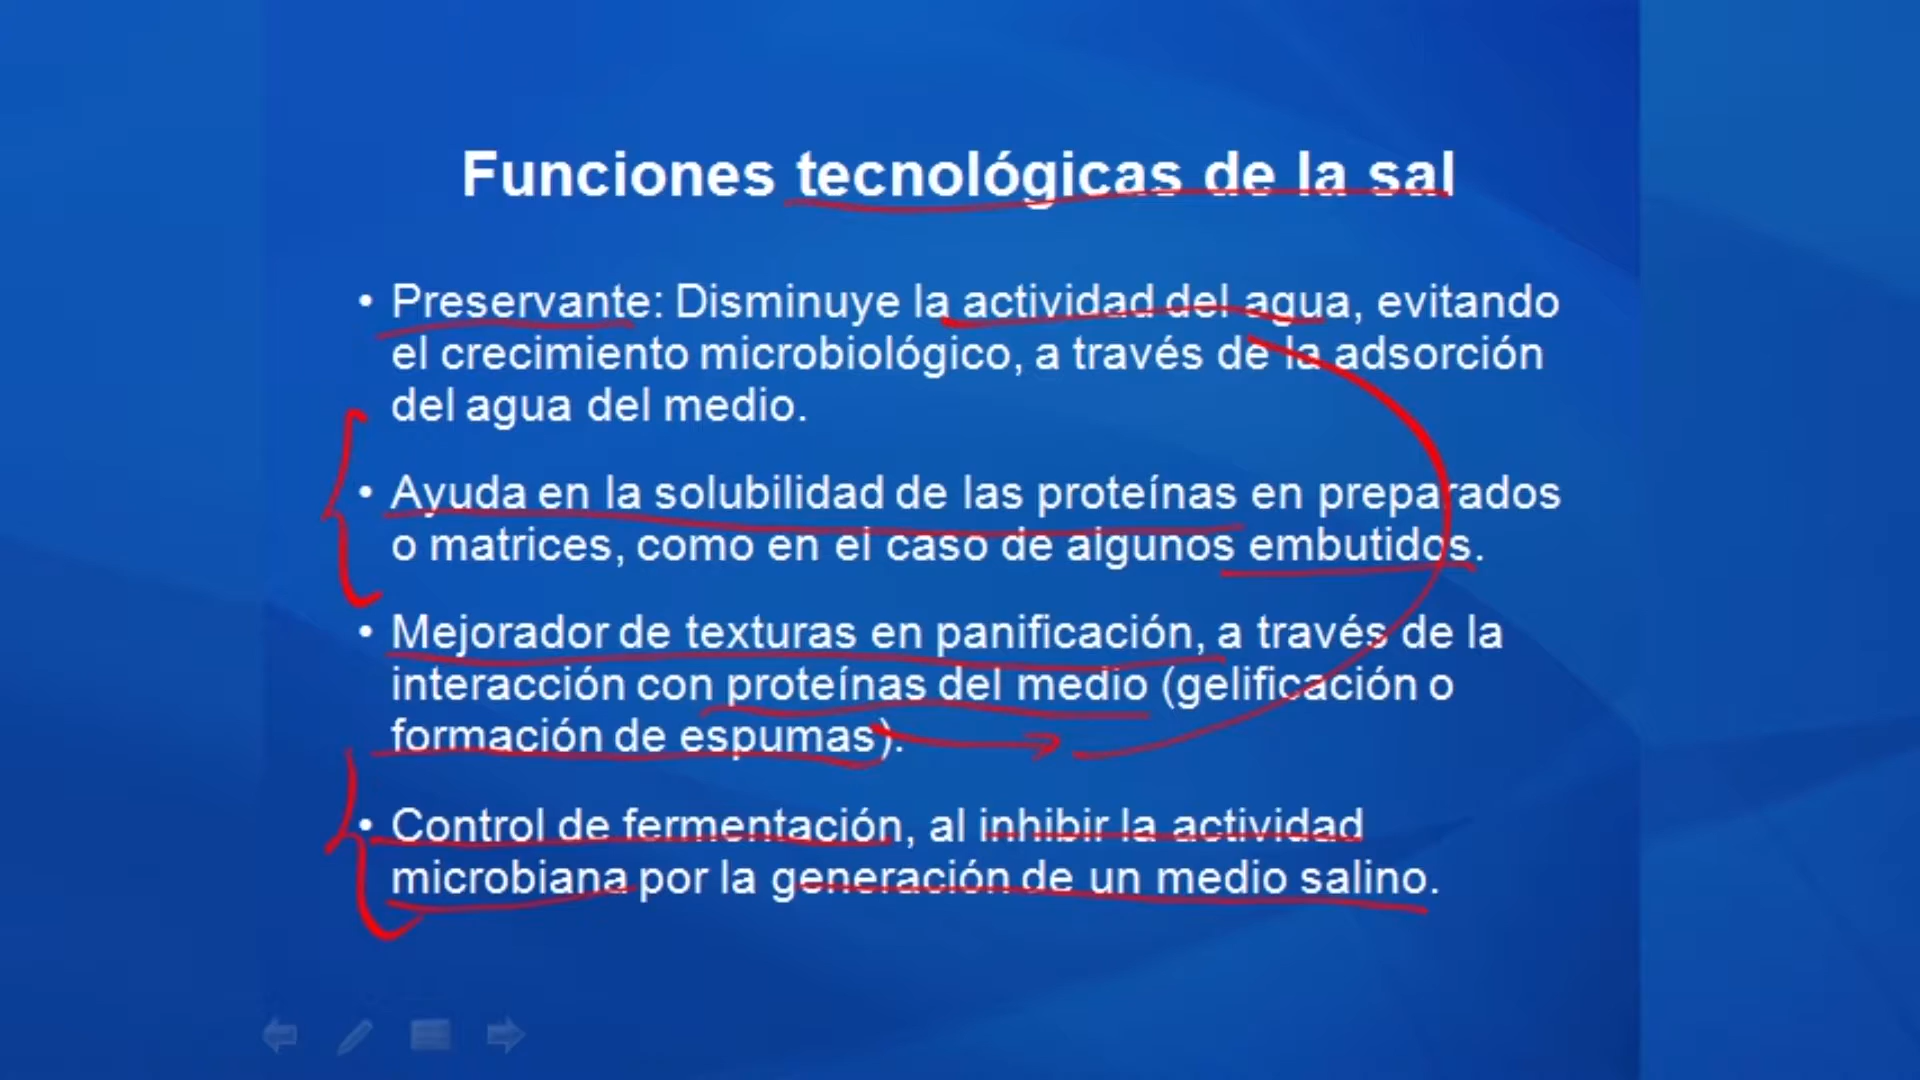 Funciones tecnológicas de la sal
• Preservante: Disminuye la actividad del agua, evitando
el crecimiento microbiológico, a través de la adsorción
del agua del medio.
• Ayuda en la solubilidad de las proteínas en preparados
o matrices, como en el caso de algunos embutidos.
• Mejorador de texturas en panificación, a través de la
interacción con proteínas del medio (gelificación o
formación de espumas).
• Control de fermentación, al inhibir la actividad
microbiana por la generación de un medio salino.